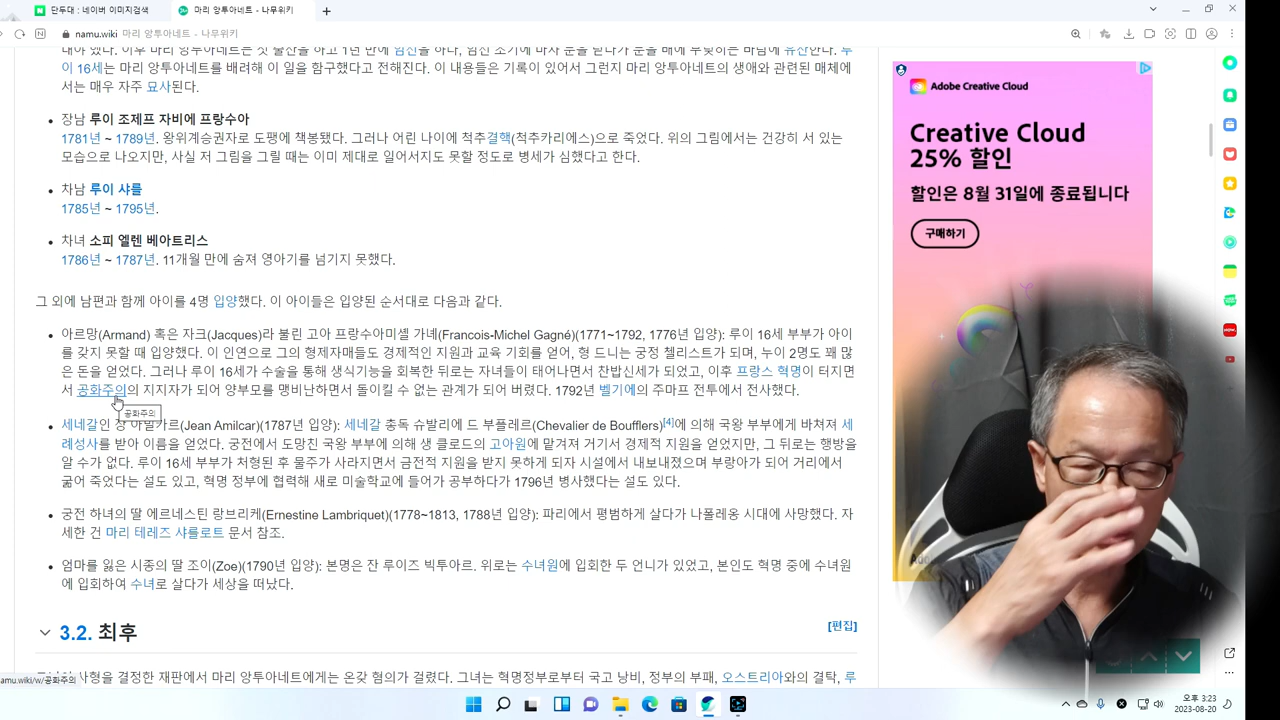 단두대 : 네이버 이미지검색
마리 앙투아네트 - 나무위키
namu.wiki 마리 앙투아네트 - 나무위키
이 16세는 마리 앙투아네트를 배려해 이 일을 함구했다고 전해진다. 이 내용들은 기록이 있어서 그런지 마리 앙투아네트의 생애와 관련된 매체에
서는 매우 자주 묘사된다.
장남 루이 조제프 자비에 프랑수아
1781년 ~ 1789년. 왕위계승권자로 도팽에 책봉됐다. 그러나 어린 나이에 척추결핵(척추카리에스)으로 죽었다. 위의 그림에서는 건강히 서 있는
모습으로 나오지만, 사실 저 그림을 그릴 때는 이미 제대로 일어서지도 못할 정도로 병세가 심했다고 한다.
차남 루이 샤를
1785년 ~ 1795년.
차녀 소피 엘렌 베아트리스
1786년 ~ 1787년. 11개월 만에 숨져 영아기를 넘기지 못했다.
그 외에 남편과 함께 아이를 4명 입양했다. 이 아이들은 입양된 순서대로 다음과 같다.
아르망(Armand) 혹은 자크(Jacques)라 불린 고아 프랑수아미셸 가녜(Francois-Michel Gagné)(1771~1792, 1776년 입양): 루이 16세 부부가 아이
를 갖지 못할 때 입양했다. 이 인연으로 그의 형제자매들도 경제적인 지원과 교육 기회를 얻어, 형 드니는 궁정 첼리스트가 되며, 누이 2명도 꽤 많
은 돈을 얻었다. 그러나 루이 16세가 수술을 통해 생식기능을 회복한 뒤로는 자녀들이 태어나면서 찬밥신세가 되었고, 이후 프랑스 혁명이 터지면
서 공화주의의 지지자가 되어 양부모를 맹비난하면서 돌이킬 수 없는 관계가 되어 버렸다. 1792년 벨기에의 주마프 전투에서 전사했다.
공화주의
세네갈인 장 아밀카르(Jean Amilcar)(1787년 입양): 세네갈 총독 슈발리에 드 부플레르(Chevalier de Boufflers)[4]에 의해 국왕 부부에게 바쳐져 세
례성사를 받아 이름을 얻었다. 궁전에서 도망친 국왕 부부에 의해 생 클로드의 고아원에 맡겨져 거기서 경제적 지원을 얻었지만, 그 뒤로는 행방을
알 수가 없다. 루이 16세 부부가 처형된 후 물주가 사라지면서 금전적 지원을 받지 못하게 되자 시설에서 내보내졌으며 부랑아가 되어 거리에서
굶어 죽었다는 설도 있고, 혁명 정부에 협력해 새로 미술학교에 들어가 공부하다가 1796년 병사했다는 설도 있다.
궁전 하녀의 딸 에르네스틴 랑브리케(Ernestine Lambriquet)(1778~1813, 1788년 입양): 파리에서 평범하게 살다가 나폴레옹 시대에 사망했다. 자
세한 건 마리 테레즈 샤를로트 문서 참조.
엄마를 잃은 시종의 딸 조이(Zoe)(1790년 입양): 본명은 잔 루이즈 빅투아르. 위로는 수녀원에 입회한 두 언니가 있었고, 본인도 혁명 중에 수녀원
에 입회하여 수녀로 살다가 세상을 떠났다.
3.2. 최후
[편집]
사형을 결정한 재판에서 마리 앙투아네트에게는 온갖 혐의가 걸렸다. 그녀는 혁명정부로부터 국고 낭비, 정부의 부패, 오스트리아와의 결탁, 루
namu.wiki/w/공화주의
Adobe Creative Cloud
Creative Cloud
25% 할인
할인은 8월 31일에 종료됩니다
구매하기
오후 3:23
2023-08-20